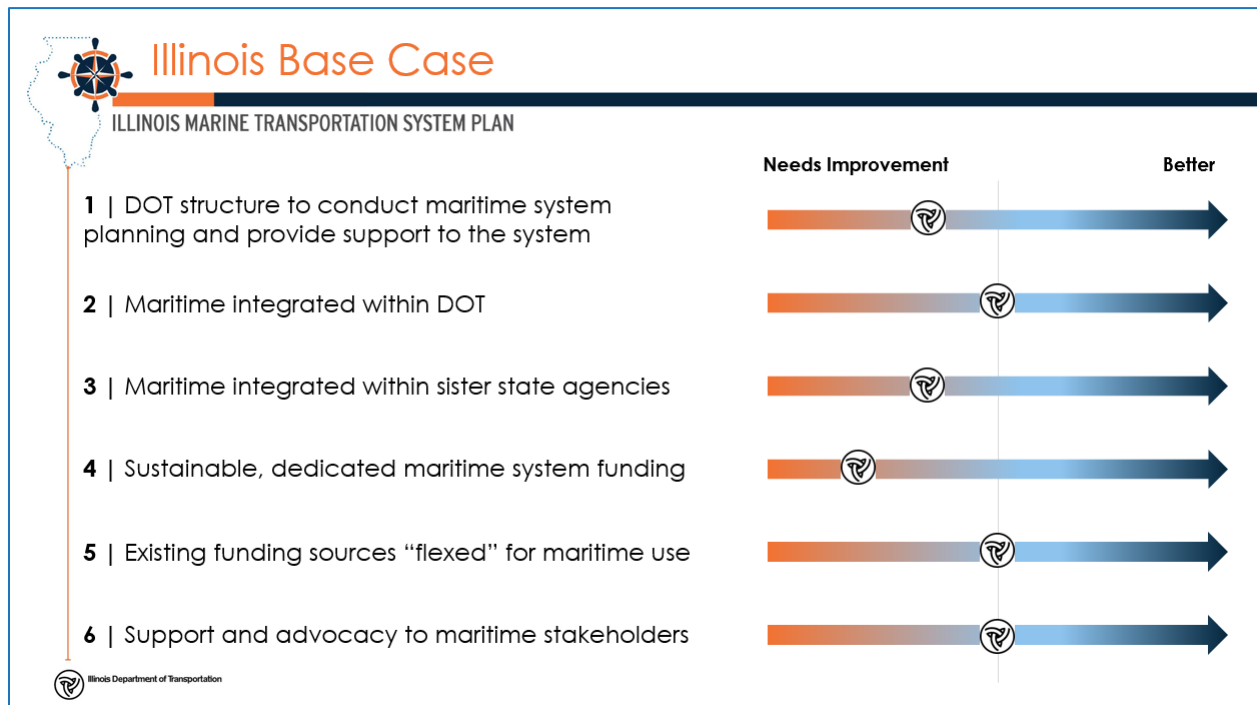 Illinois Base Case
ILLINOIS MARINE TRANSPORTATION SYSTEM PLAN
Needs Improvement
Better
1 | DOT structure to conduct maritime system
planning and provide support to the system
2 | Maritime integrated within DOT
3 | Maritime integrated within sister state agencies
4 | Sustainable, dedicated maritime system funding
5 | Existing funding sources “flexed” for maritime use
6 | Support and advocacy to maritime stakeholders
Illinois Department of Transportation